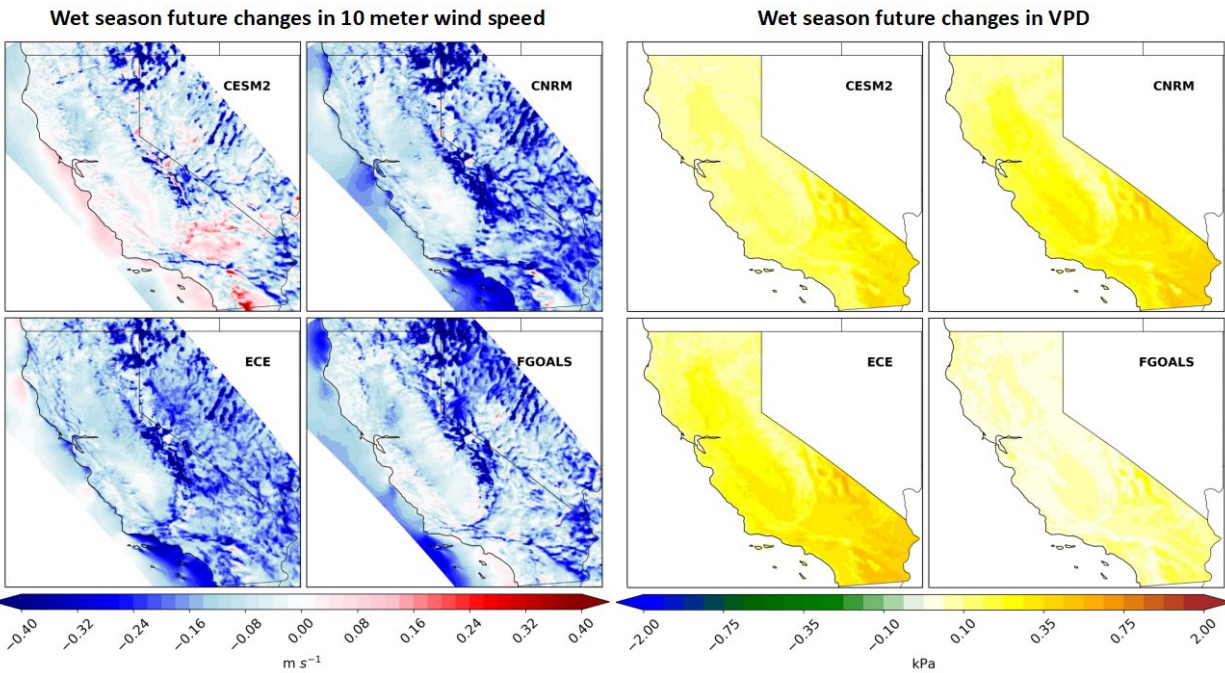 Wet season future changes in 10 meter wind speed
Wet season future changes in VPD
CESM2
CNRM
CESM2
CNRM
ECE
FGOALS
ECE
FGOALS
−0.40 −0.32 −0.24 −0.16 −0.08 0.00 0.08 0.16 0.24 0.32 0.40
m s⁻¹
−2.00 −0.75 −0.35 −0.10 0.10 0.35 0.75 2.00
kPa